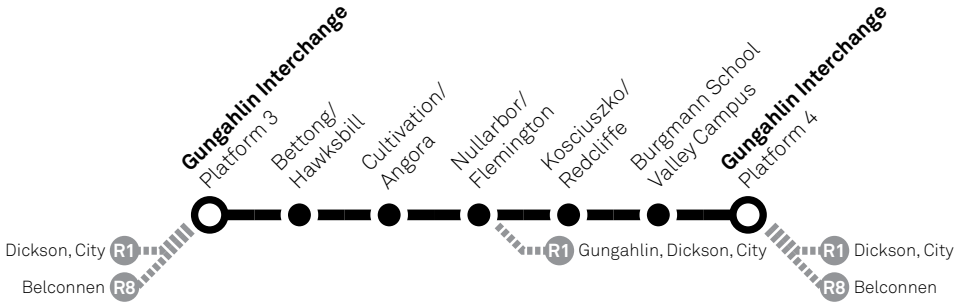 Gungahlin Interchange
Platform 3
Bettong/
Hawksbill
Cultivation/
Angora
Nullarbor/
Flemington
Kosciuszko/
Redcliffe
Burgmann School
Valley Campus
Gungahlin Interchange
Platform 4
Dickson, City R1
Belconnen R8
R1 Gungahlin, Dickson, City
R1 Dickson, City
R8 Belconnen